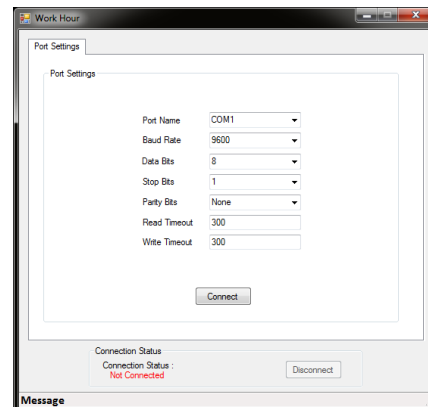 Work Hour
Port Settings
Port Settings
Port Name COM1
Baud Rate 9600
Data Bits 8
Stop Bits 1
Parity Bits None
Read Timeout 300
Write Timeout 300
Connect
Connection Status
Connection Status :
Not Connected
Disconnect
Message